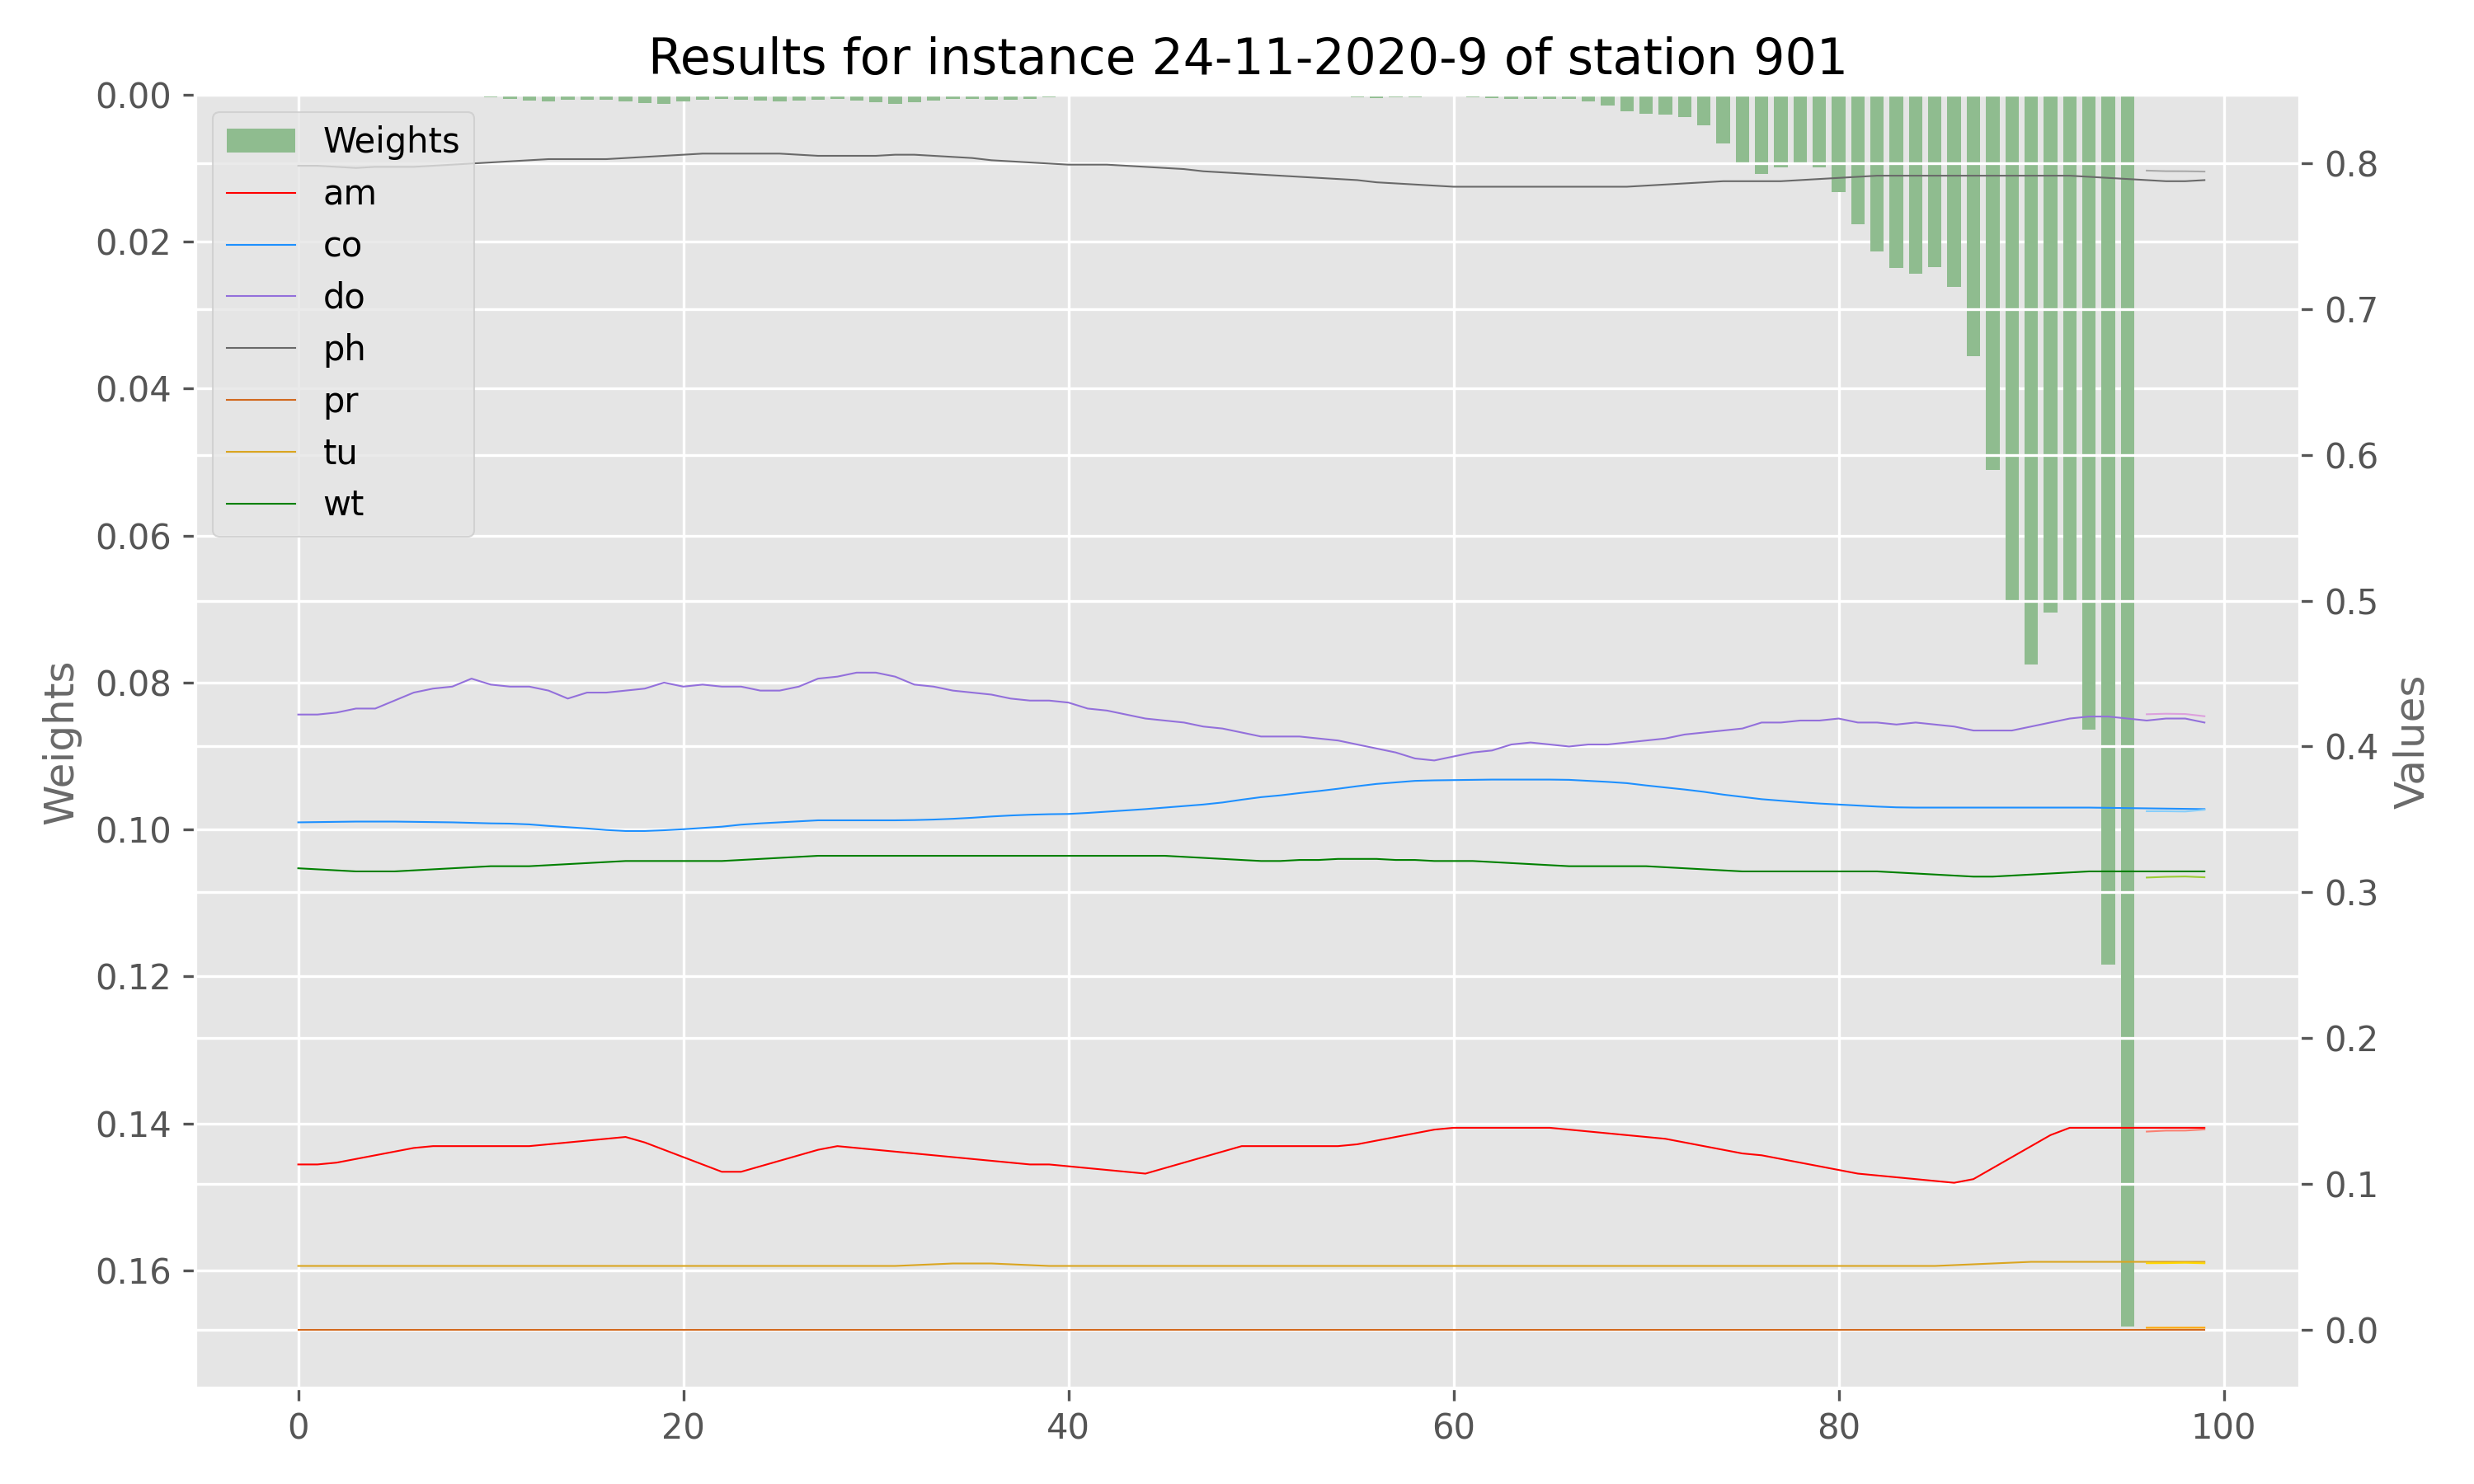 Results for instance 24-11-2020-9 of station 901
Weights
am
co
do
ph
pr
tu
wt
0.00
0.02
0.04
0.06
0.08
0.10
0.12
0.14
0.16
Weights
0.8
0.7
0.6
0.5
0.4
0.3
0.2
0.1
0.0
Values
0 20 40 60 80 100